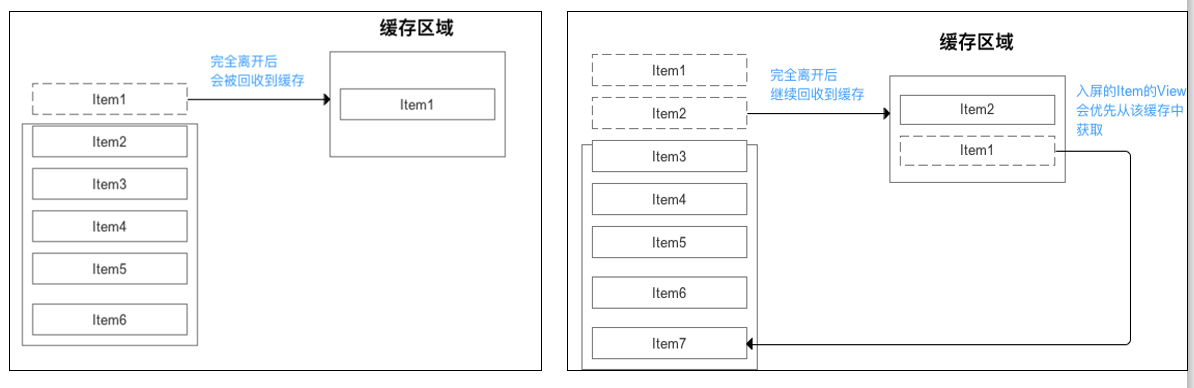 缓存区域
完全离开后
会被回收到缓存
Item1
Item1
Item2
Item3
Item4
Item5
Item6
缓存区域
Item1
完全离开后
继续回收到缓存
入屏的Item的View
会优先从该缓存中
获取
Item2
Item2
Item1
Item3
Item4
Item5
Item6
Item7